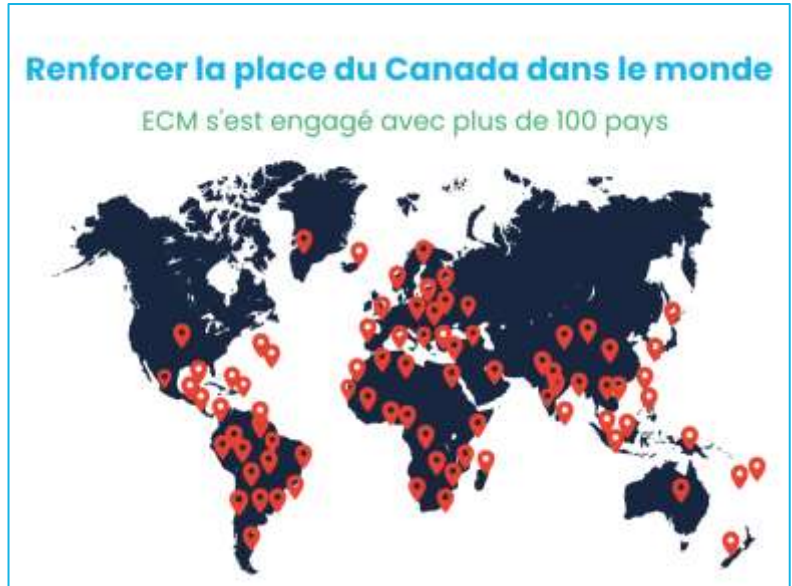 Renforcer la place du Canada dans le monde
ECM s'est engagé avec plus de 100 pays